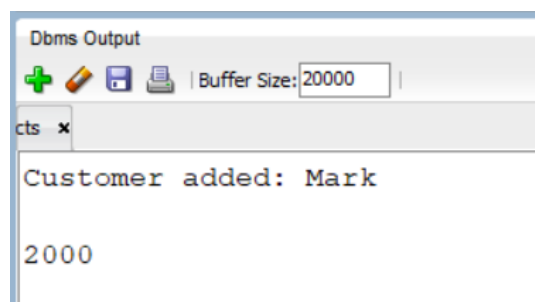 Dbms Output
Buffer Size: 20000
cts
Customer added: Mark
2000